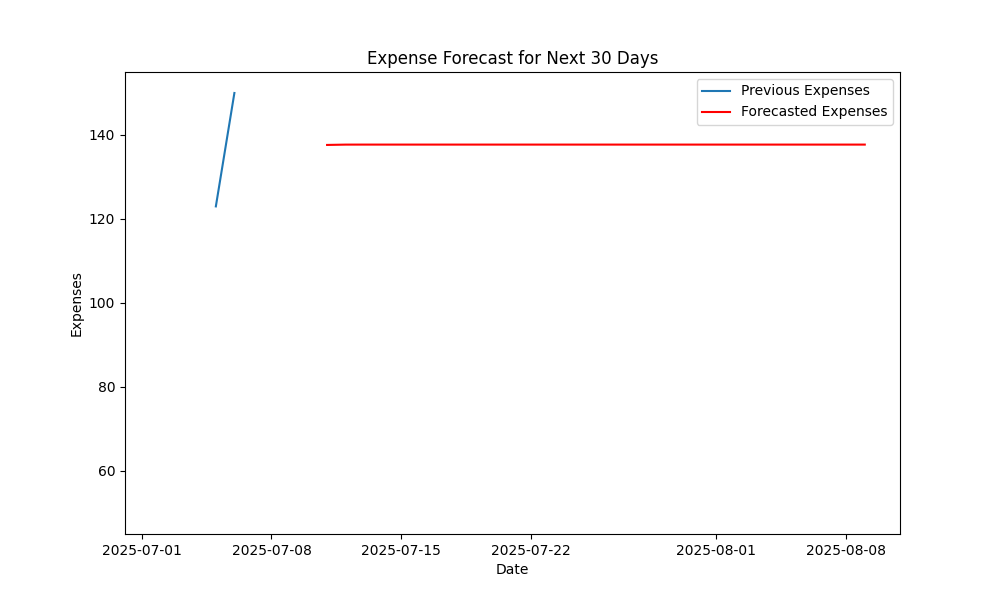 Expense Forecast for Next 30 Days
Previous Expenses
Forecasted Expenses
140
120
100
80
60
Expenses
2025-07-01 2025-07-08 2025-07-15 2025-07-22 2025-08-01 2025-08-08
Date